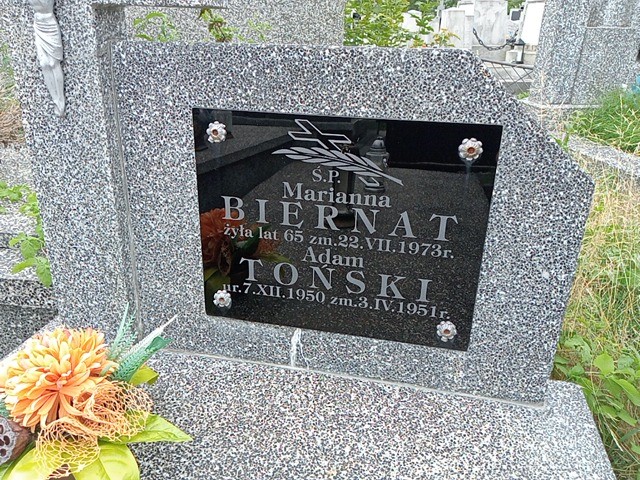 Ś.P.
Marianna
BIERNAT
żyła lat 65 zm.22.VII.1973r.
Adam
TOŃSKI
ur.7.XII.1950 zm.3.IV.1951r.